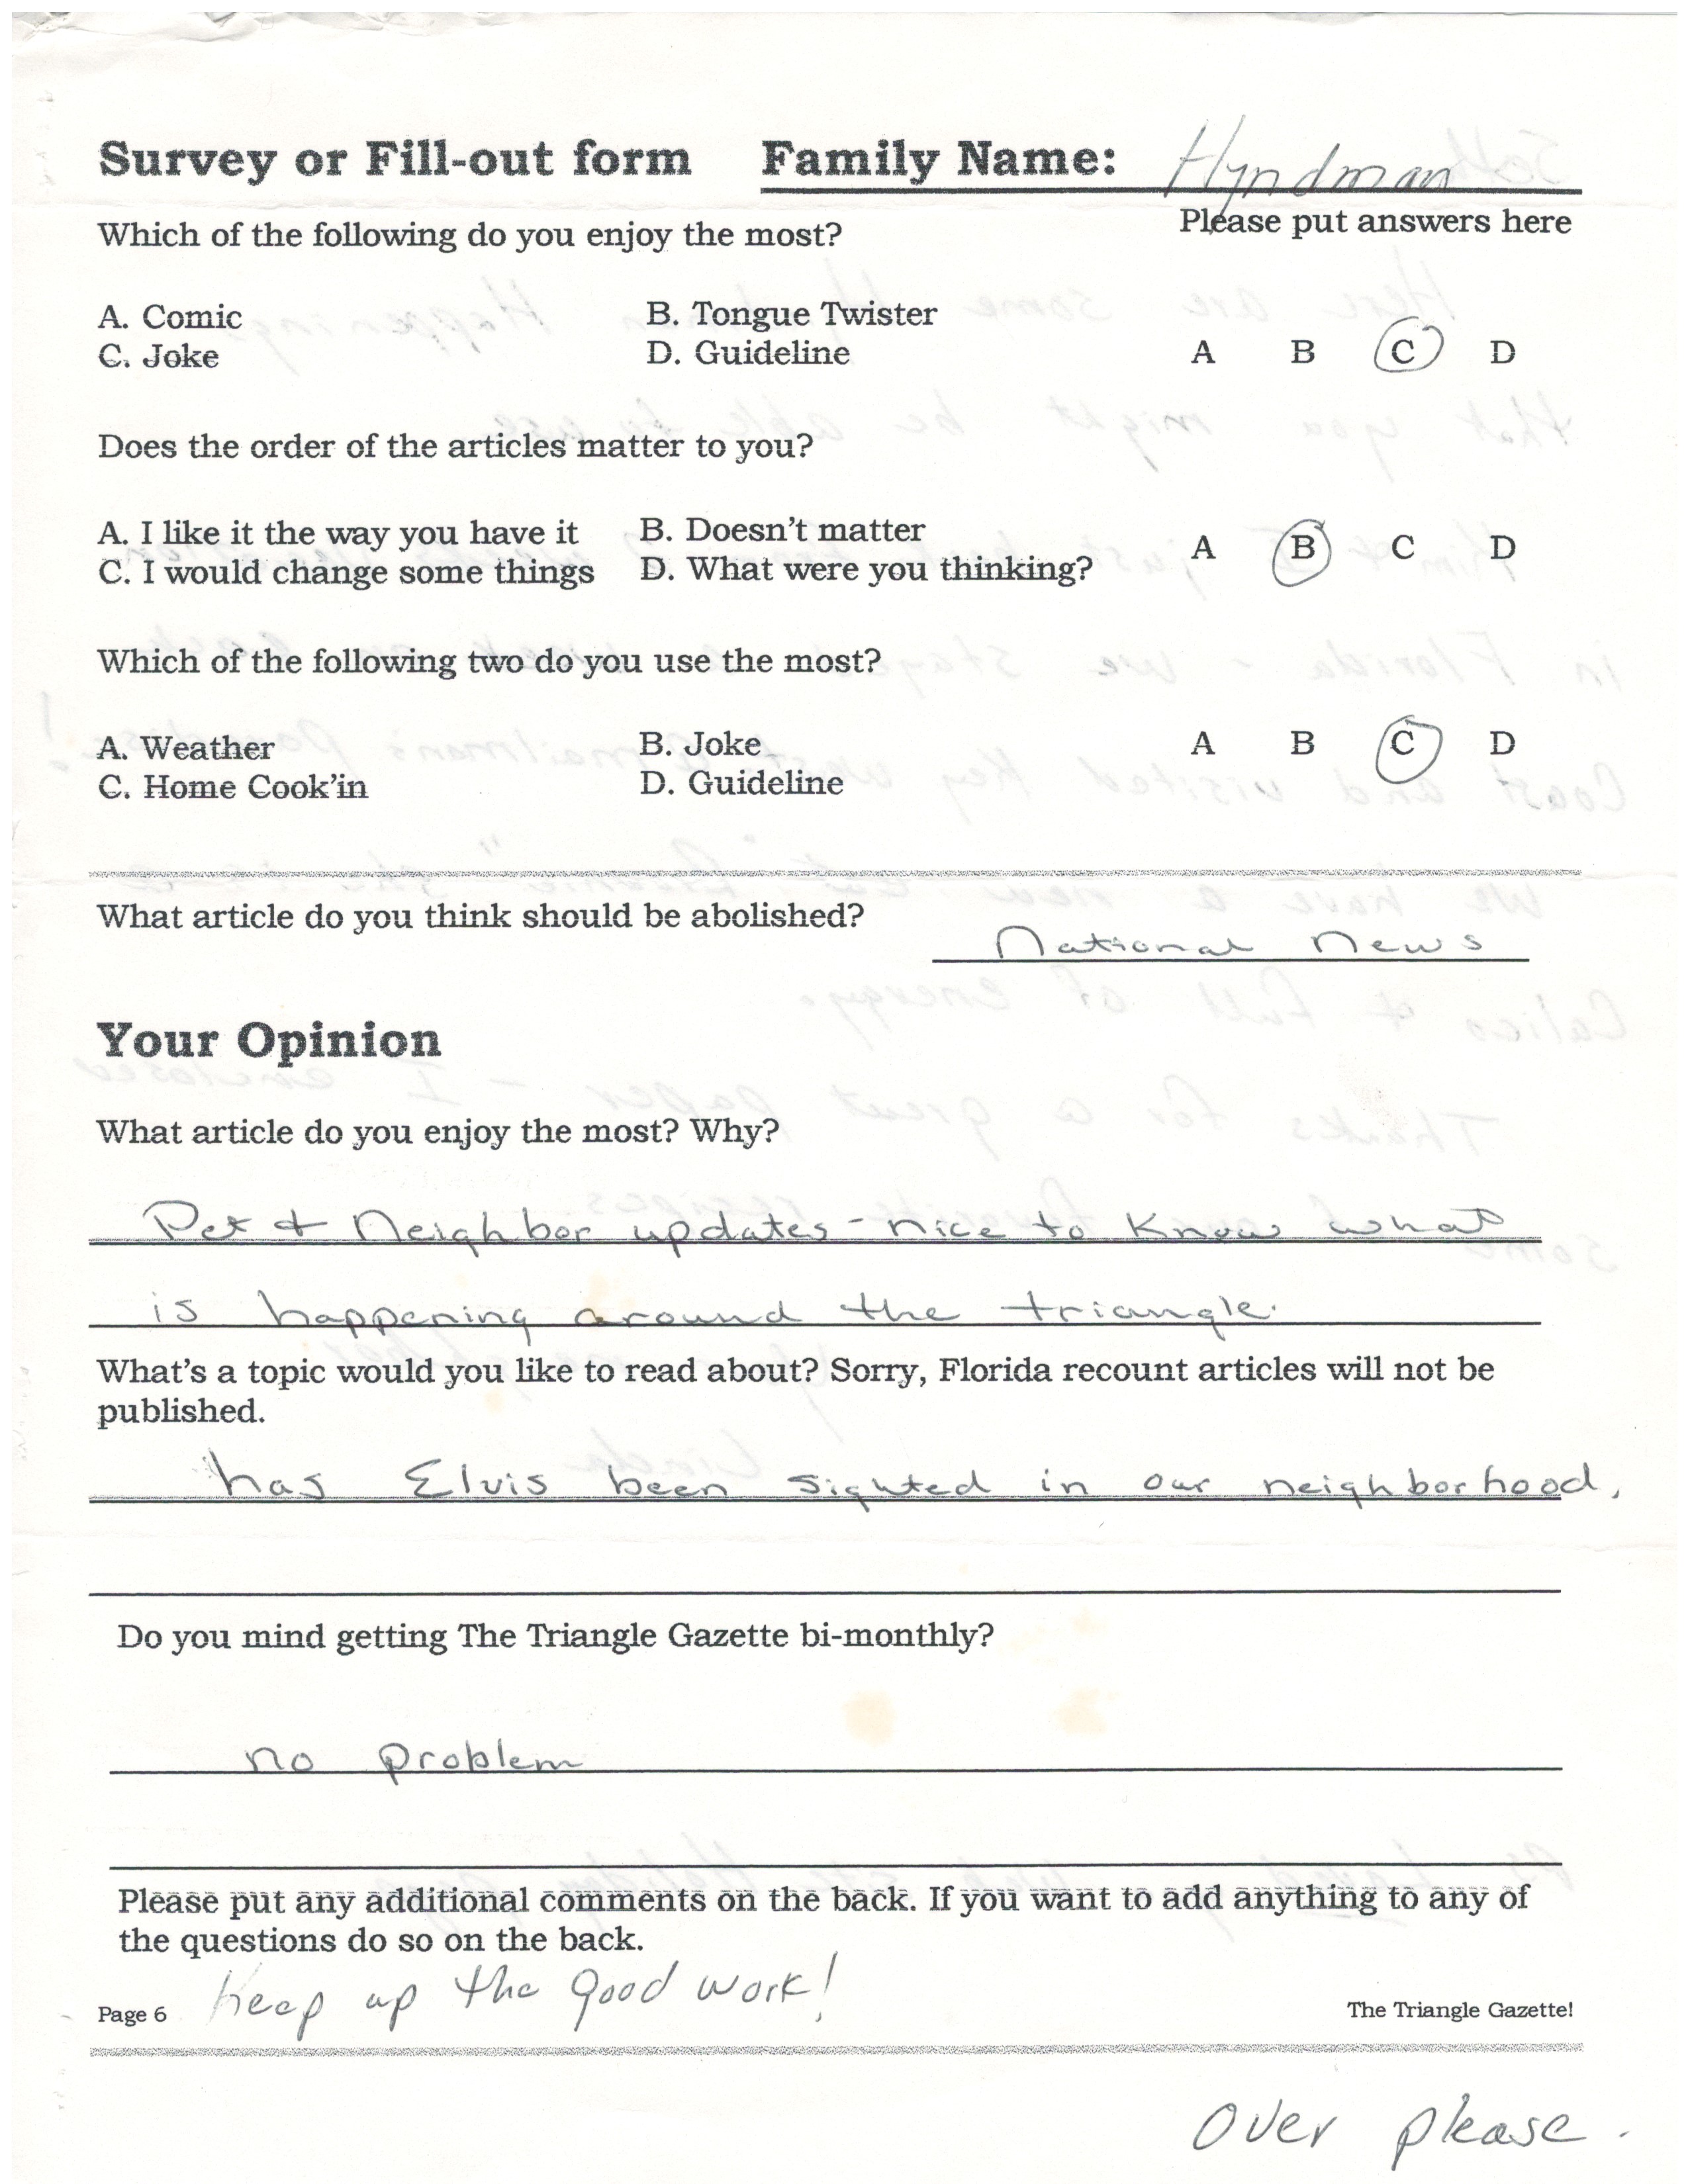 Survey or Fill-out form Family Name: Hyndman
Which of the following do you enjoy the most? Please put answers here
A. Comic B. Tongue Twister
C. Joke D. Guideline A B C D
Does the order of the articles matter to you?
A. I like it the way you have it B. Doesn't matter
C. I would change some things D. What were you thinking? A B C D
Which of the following two do you use the most?
A. Weather B. Joke A B C D
C. Home Cook'in D. Guideline
What article do you think should be abolished? National News
Your Opinion
What article do you enjoy the most? Why?
Pet & Neighbor updates - nice to know what
is happening around the triangle.
What's a topic would you like to read about? Sorry, Florida recount articles will not be
published.
has Elvis been sighted in our neighborhood,
Do you mind getting The Triangle Gazette bi-monthly?
no problem
Please put any additional comments on the back. If you want to add anything to any of
the questions do so on the back.
Keep up the good work!
Page 6 The Triangle Gazette!
over please.